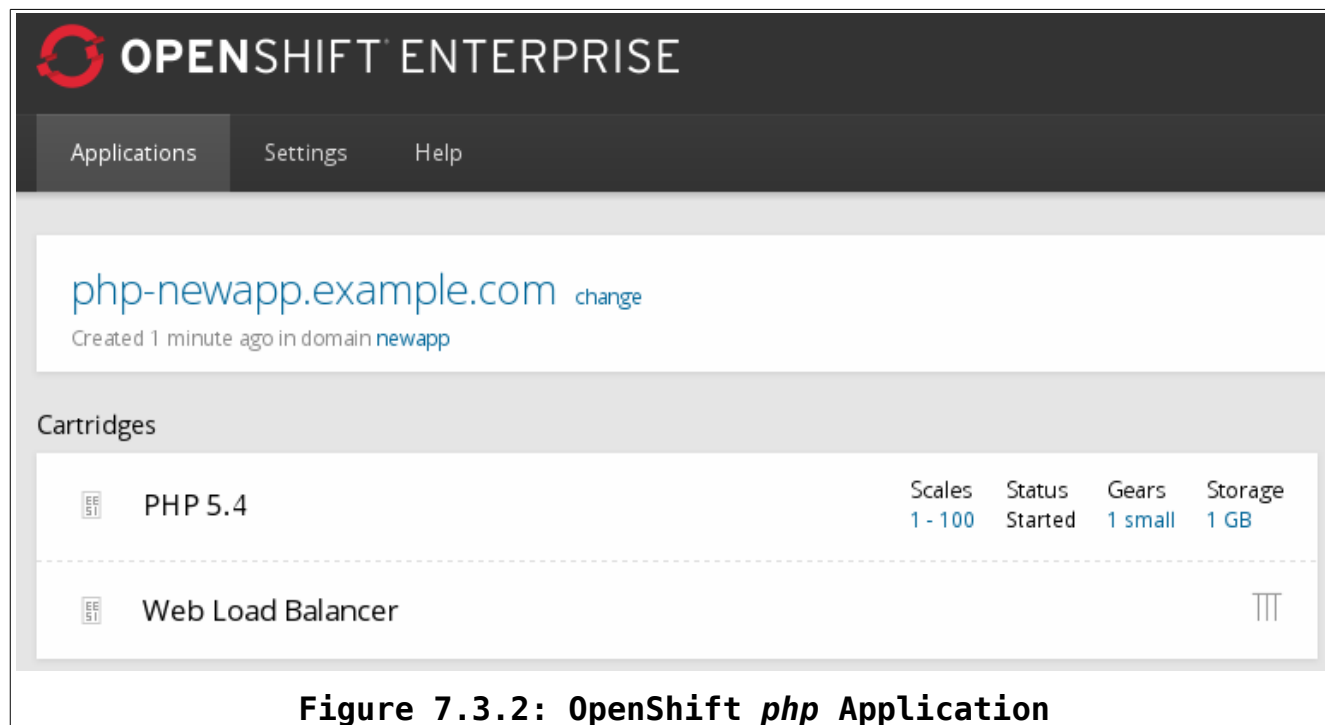 OPENSHIFT ENTERPRISE
Applications Settings Help
php-newapp.example.com change
Created 1 minute ago in domain newapp
Cartridges
PHP 5.4
Scales Status Gears Storage
1 - 100 Started 1 small 1 GB
Web Load Balancer
Figure 7.3.2: OpenShift php Application